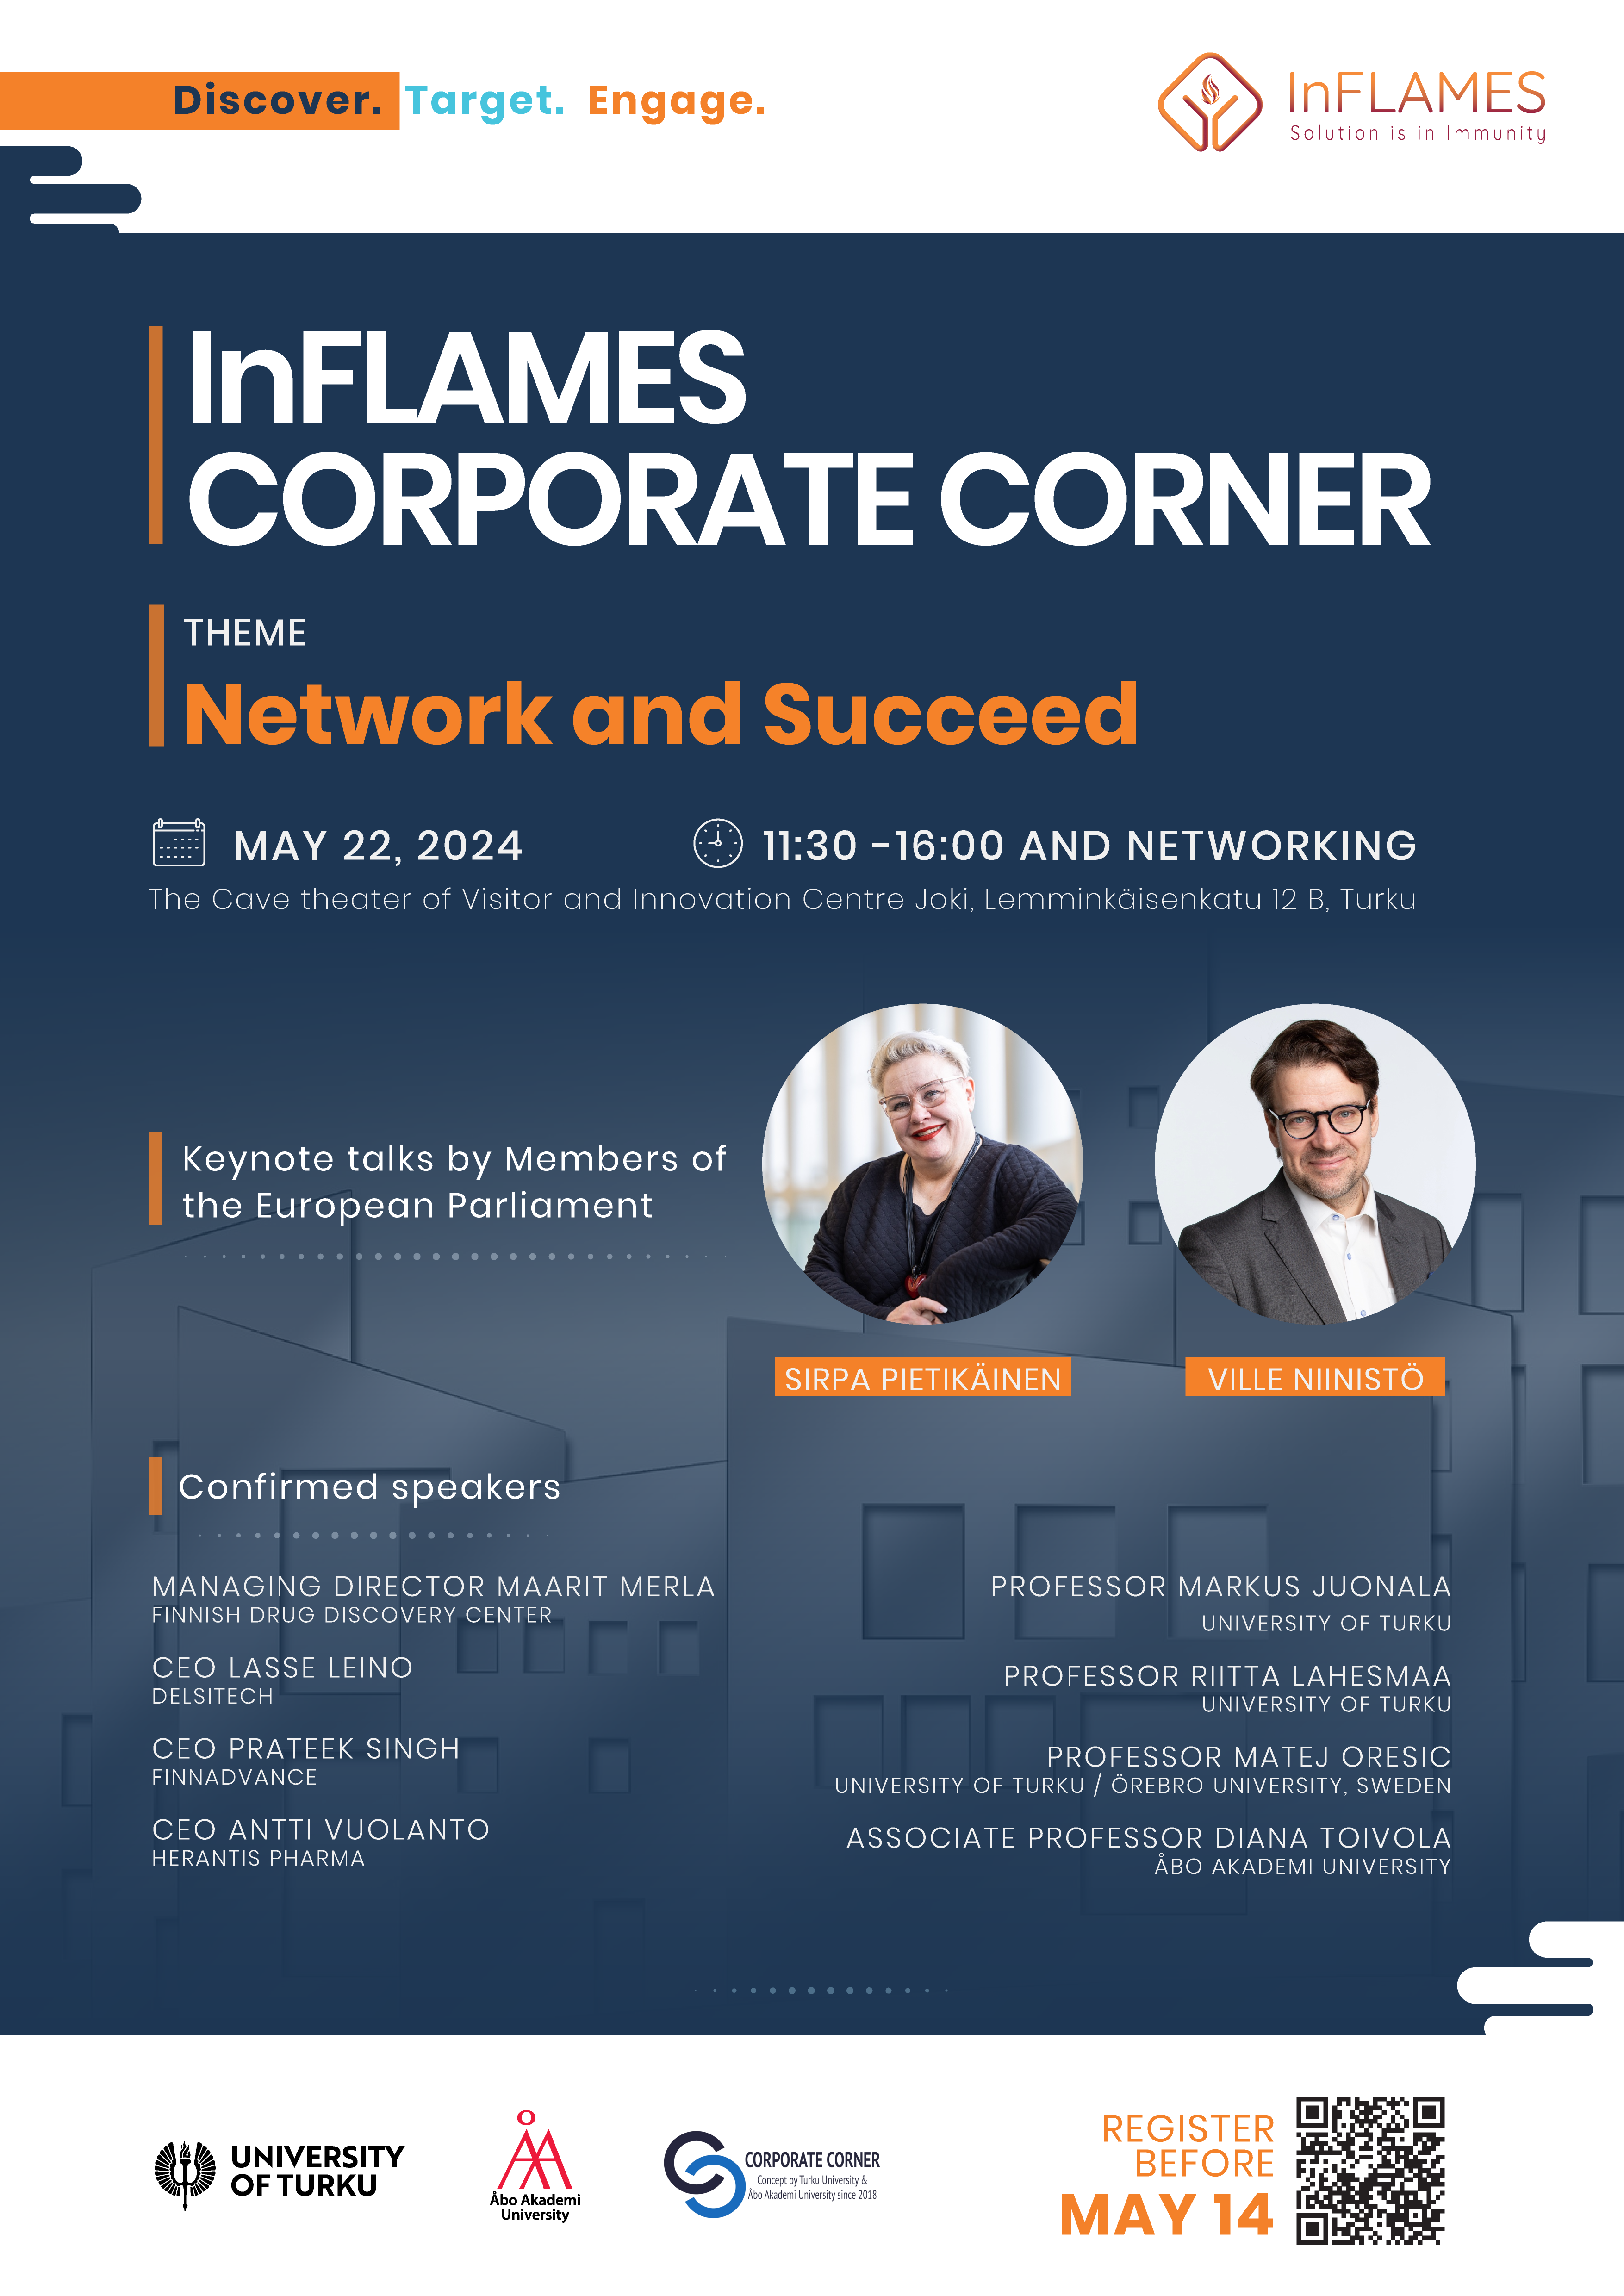 Discover. Target. Engage.
InFLAMES
Solution is in Immunity
InFLAMES
CORPORATE CORNER
THEME
Network and Succeed
MAY 22, 2024
11:30 -16:00 AND NETWORKING
The Cave theater of Visitor and Innovation Centre Joki, Lemminkäisenkatu 12 B, Turku
Keynote talks by Members of
the European Parliament
SIRPA PIETIKÄINEN
VILLE NIINISTÖ
Confirmed speakers
MANAGING DIRECTOR MAARIT MERLA
FINNISH DRUG DISCOVERY CENTER
CEO LASSE LEINO
DELSITECH
CEO PRATEEK SINGH
FINNADVANCE
CEO ANTTI VUOLANTO
HERANTIS PHARMA
PROFESSOR MARKUS JUONALA
UNIVERSITY OF TURKU
PROFESSOR RIITTA LAHESMAA
UNIVERSITY OF TURKU
PROFESSOR MATEJ ORESIC
UNIVERSITY OF TURKU / ÖREBRO UNIVERSITY, SWEDEN
ASSOCIATE PROFESSOR DIANA TOIVOLA
ÅBO AKADEMI UNIVERSITY
UNIVERSITY
OF TURKU
Åbo Akademi
University
CORPORATE CORNER
Concept by Turku University &
Åbo Akademi University since 2018
REGISTER
BEFORE
MAY 14